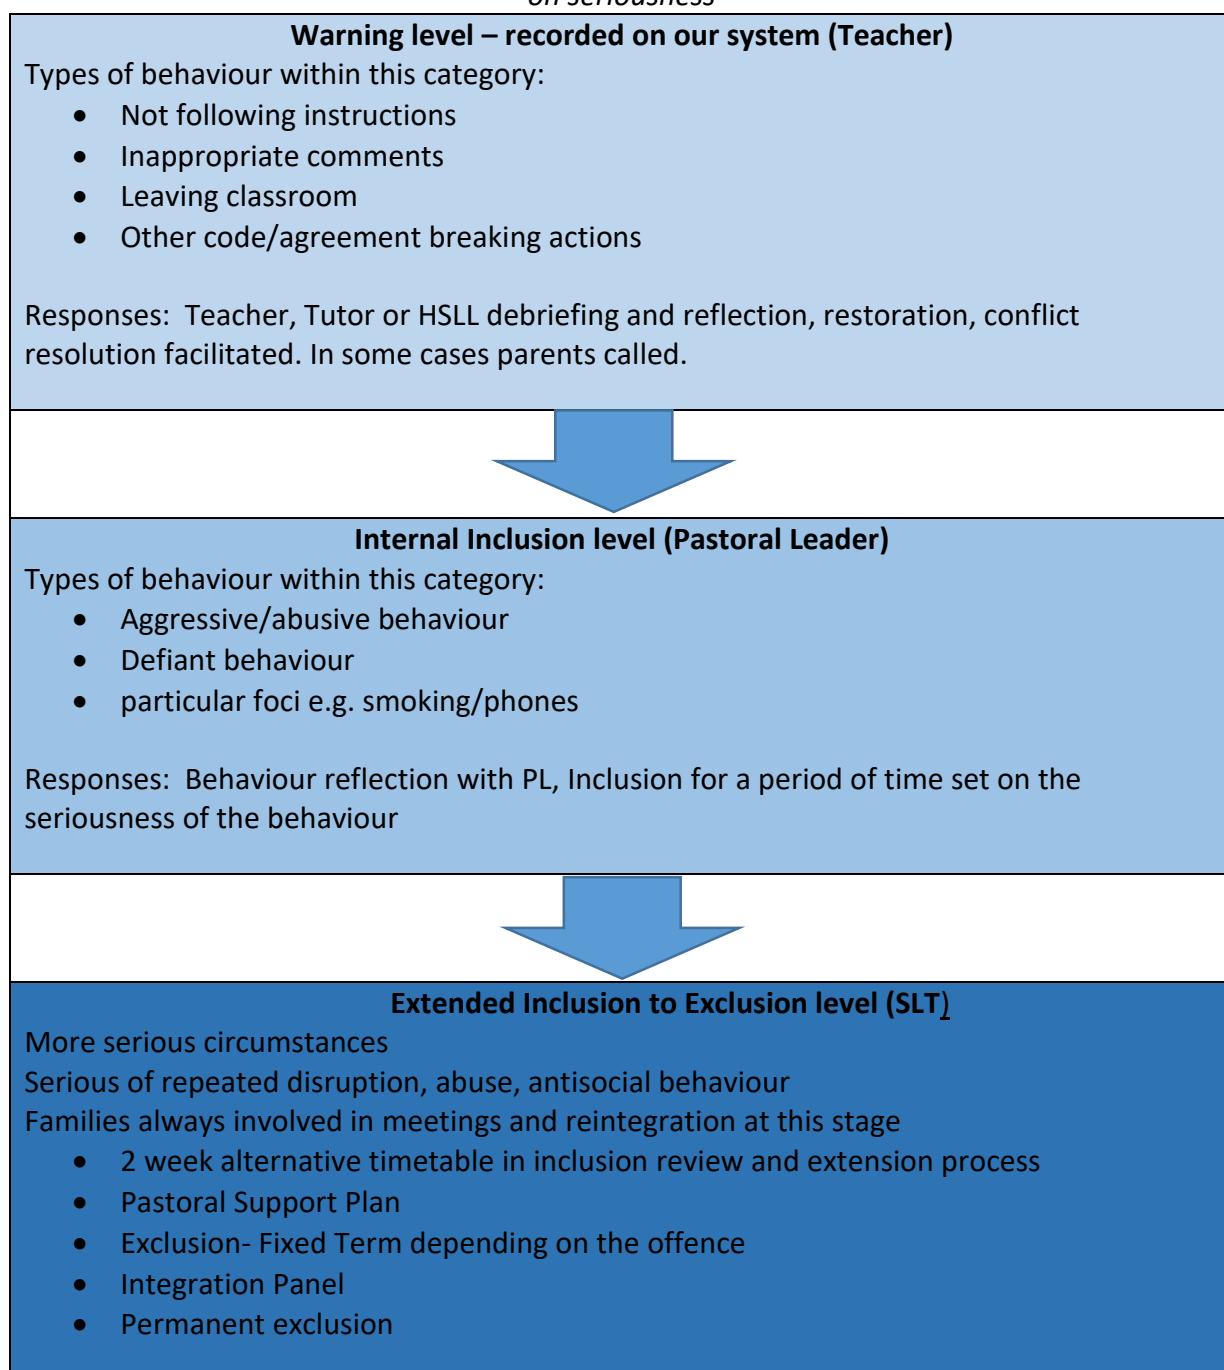 on seriousness
Warning level – recorded on our system (Teacher)
Types of behaviour within this category:
• Not following instructions
• Inappropriate comments
• Leaving classroom
• Other code/agreement breaking actions
Responses:  Teacher, Tutor or HSLL debriefing and reflection, restoration, conflict
resolution facilitated. In some cases parents called.
Internal Inclusion level (Pastoral Leader)
Types of behaviour within this category:
• Aggressive/abusive behaviour
• Defiant behaviour
• particular foci e.g. smoking/phones
Responses:  Behaviour reflection with PL, Inclusion for a period of time set on the
seriousness of the behaviour
Extended Inclusion to Exclusion level (SLT)
More serious circumstances
Serious of repeated disruption, abuse, antisocial behaviour
Families always involved in meetings and reintegration at this stage
• 2 week alternative timetable in inclusion review and extension process
• Pastoral Support Plan
• Exclusion- Fixed Term depending on the offence
• Integration Panel
• Permanent exclusion